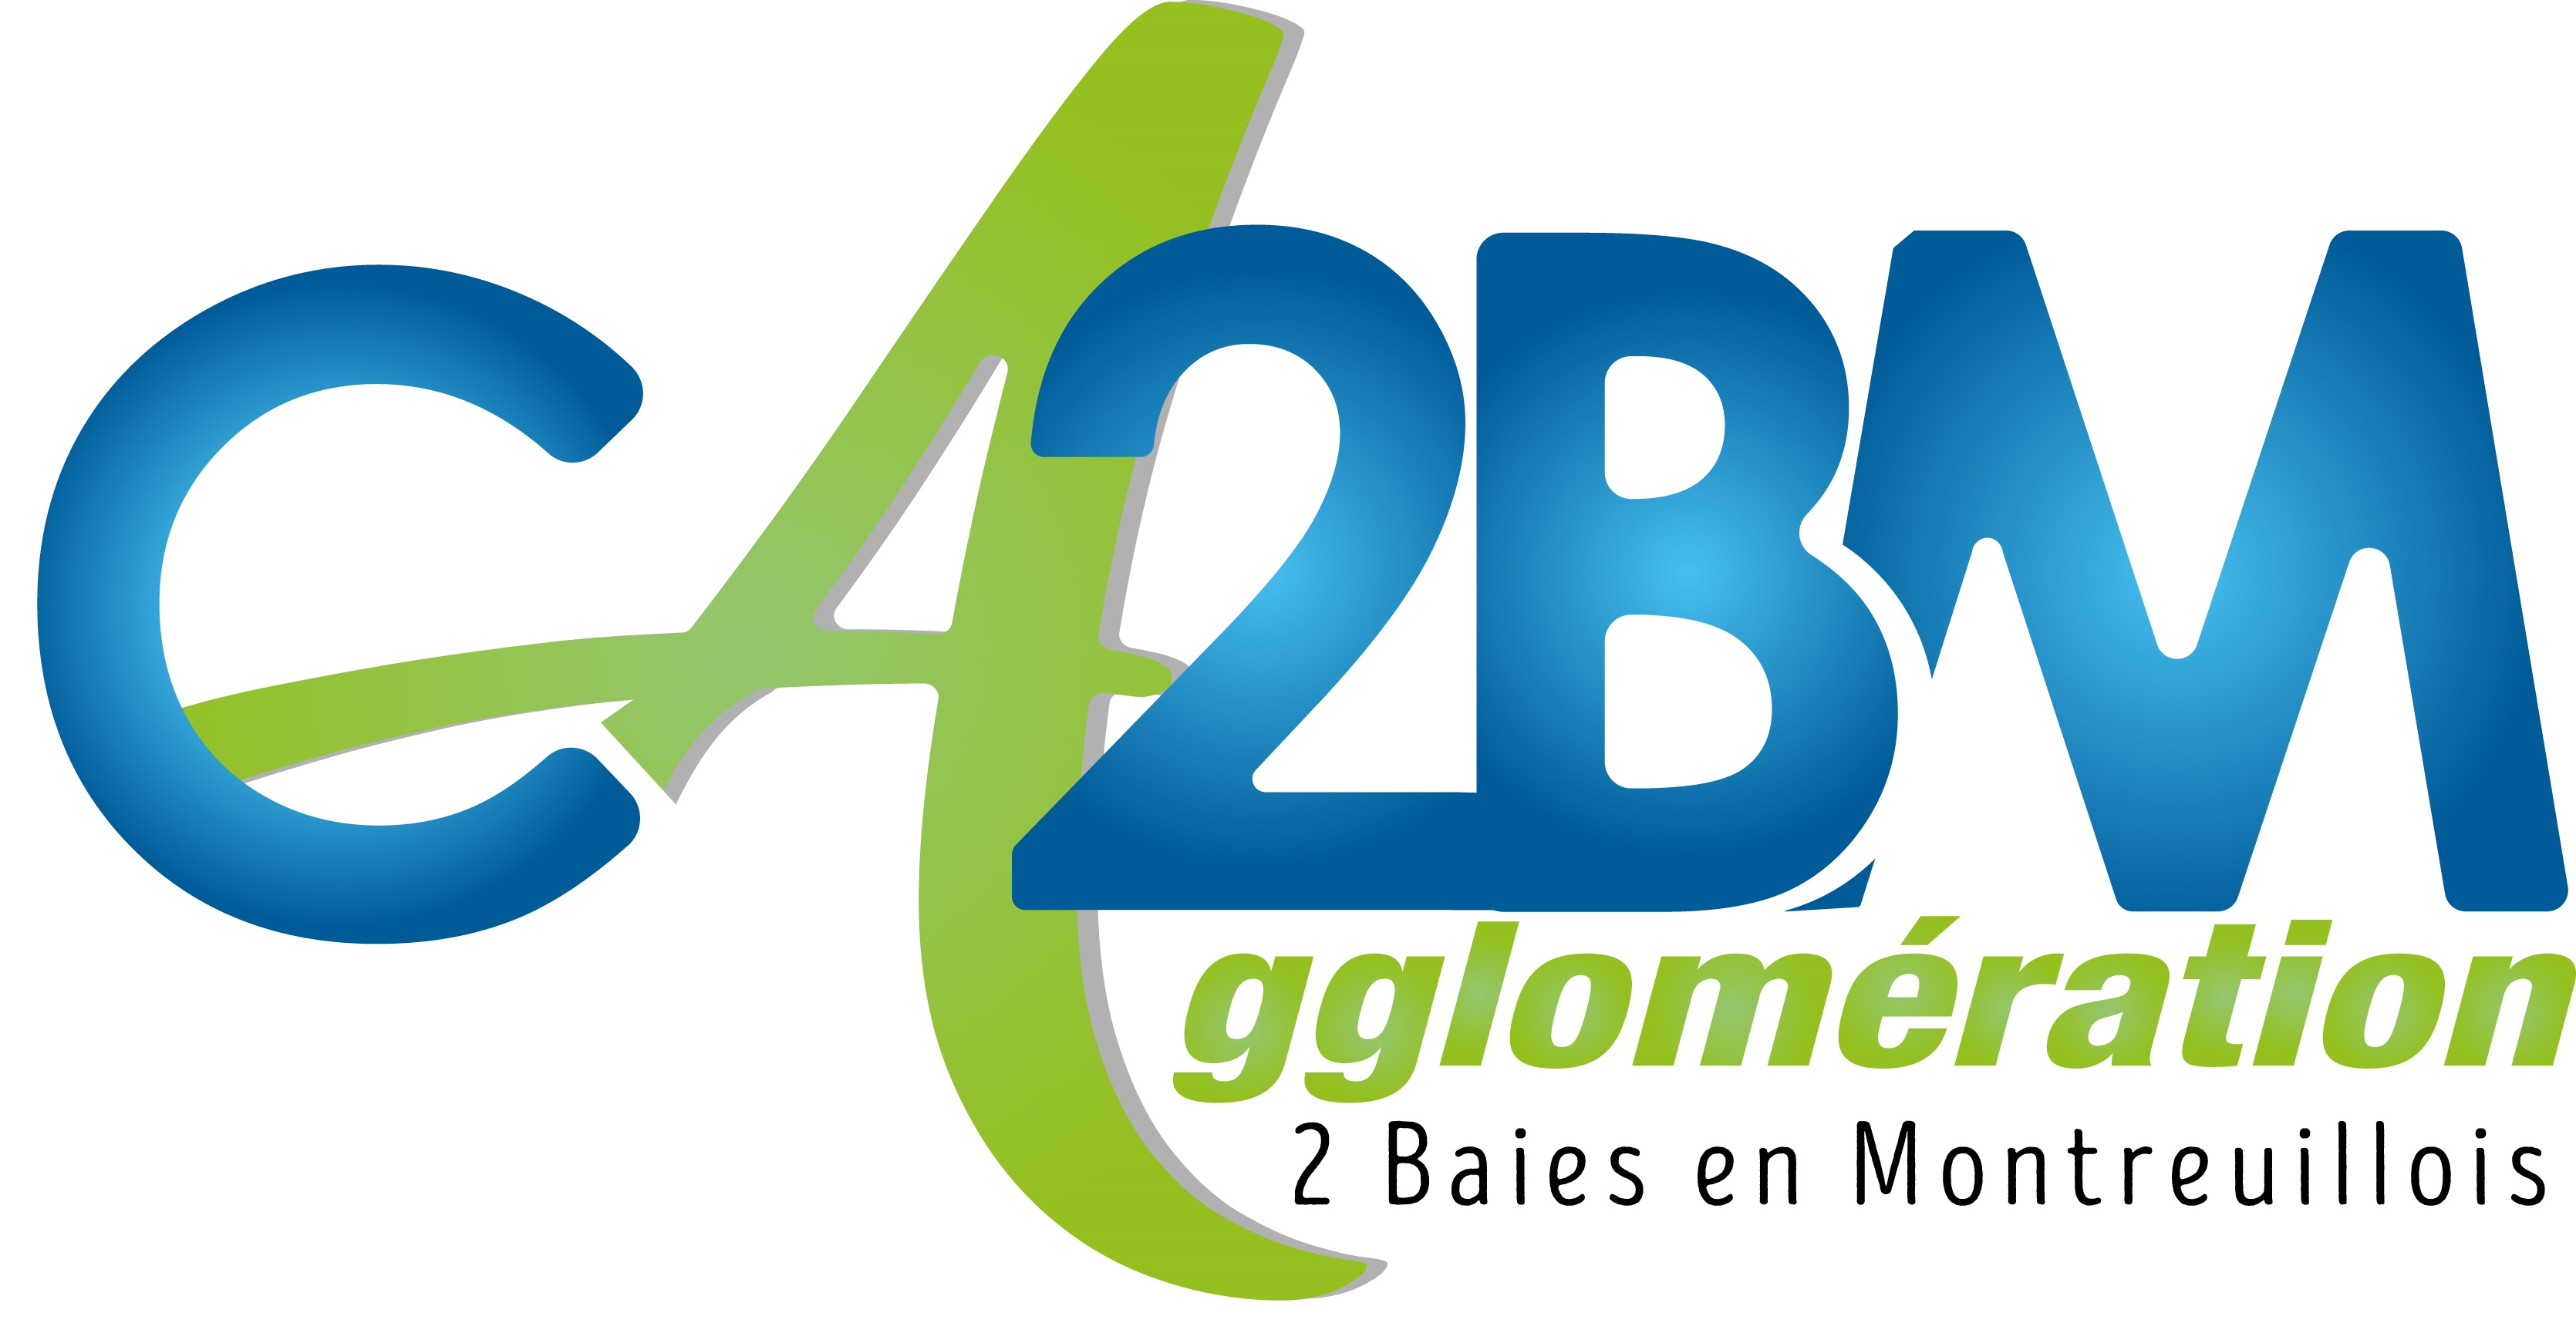 CA2BM
gglomération
2 Baies en Montreuillois